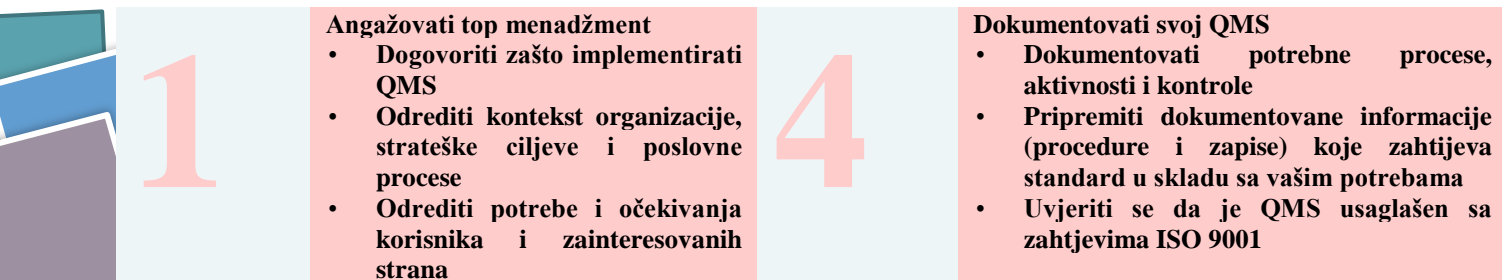 1
Angažovati top menadžment
• Dogovoriti zašto implementirati
QMS
• Odrediti kontekst organizacije,
strateške ciljeve i poslovne
procese
• Odrediti potrebe i očekivanja
korisnika i zainteresovanih
strana
4
Dokumentovati svoj QMS
• Dokumentovati potrebne procese,
aktivnosti i kontrole
• Pripremiti dokumentovane informacije
(procedure i zapise) koje zahtijeva
standard u skladu sa vašim potrebama
• Uvjeriti se da je QMS usaglašen sa
zahtjevima ISO 9001